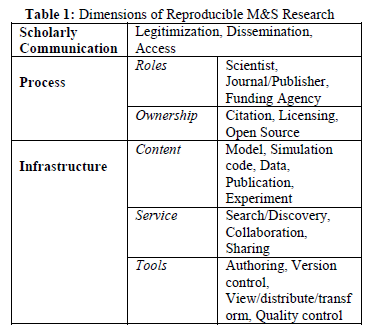 Table 1: Dimensions of Reproducible M&S Research
Scholarly Communication
Legitimization, Dissemination,
Access
Process
Roles
Scientist,
Journal/Publisher,
Funding Agency
Ownership
Citation, Licensing,
Open Source
Infrastructure
Content
Model, Simulation
code, Data,
Publication,
Experiment
Service
Search/Discovery,
Collaboration,
Sharing
Tools
Authoring, Version
control,
View/distribute/transf
orm, Quality control